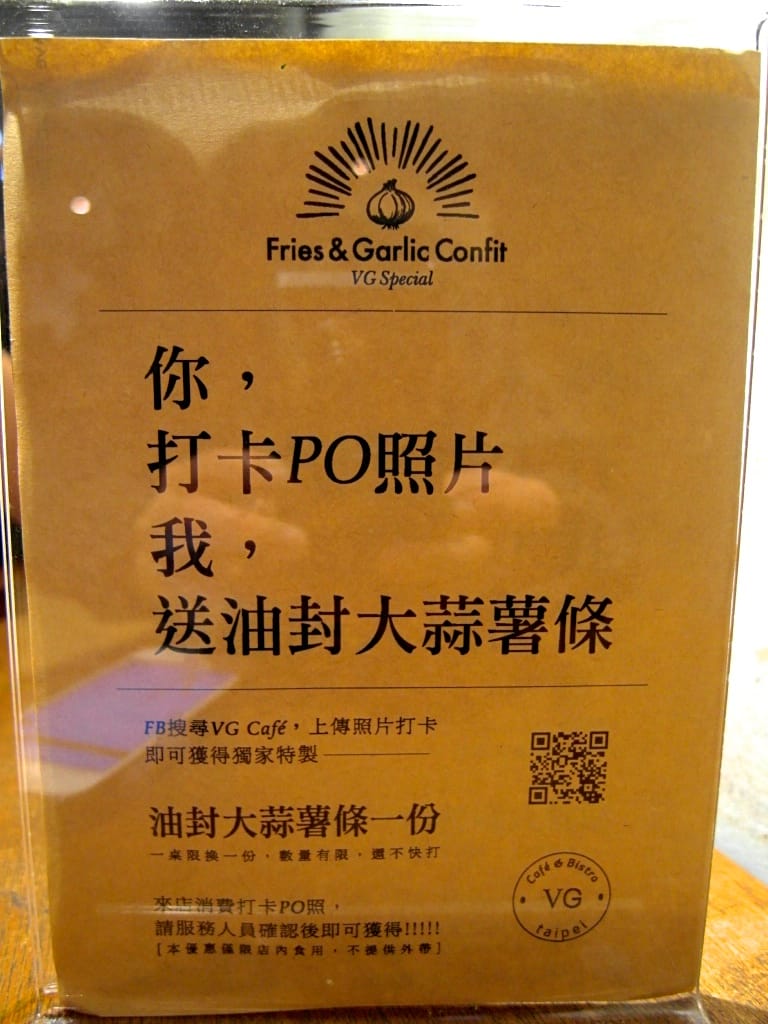 Fries & Garlic Confit
VG Special
你，
打卡PO照片
我，
送油封大蒜薯條
FB搜尋VG Café，上傳照片打卡
即可獲得獨家特製
油封大蒜薯條一份
一桌限換一份，數量有限，還不快打
來店消費打卡PO照，
請服務人員確認後即可獲得!!!!!
[本優惠僅限店內食用，不提供外帶]
Café & Bistro
VG
taipei